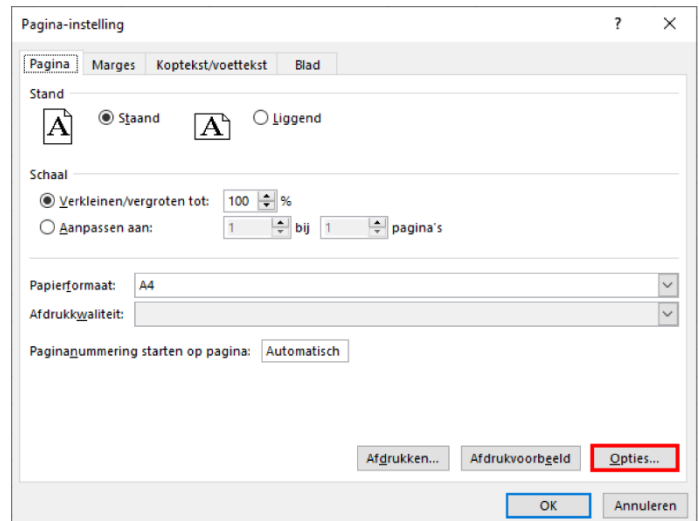 Pagina-instelling ? ×
Pagina Marges Koptekst/voettekst Blad
Stand
A Staand A Liggend
Schaal
Verkleinen/vergroten tot: 100 %
Aanpassen aan: 1 bij 1 pagina's
Papierformaat: A4
Afdrukkwaliteit:
Paginanummering starten op pagina: Automatisch
Afdrukken... Afdrukvoorbeeld Opties...
OK Annuleren